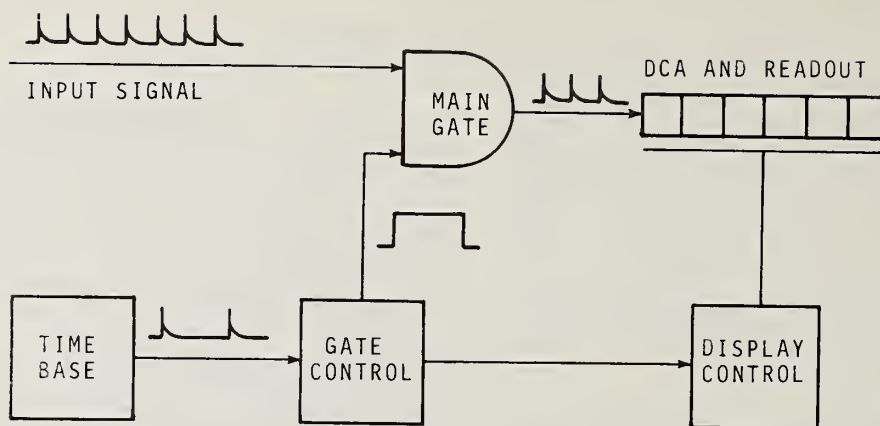 INPUT SIGNAL
MAIN
GATE
DCA AND READOUT
TIME
BASE
GATE
CONTROL
DISPLAY
CONTROL